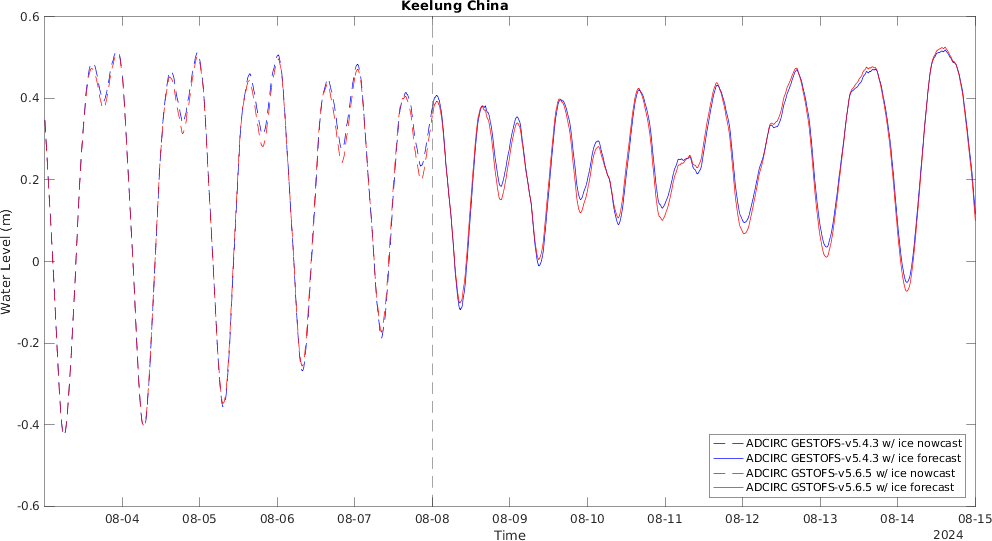 Keelung China
0.6
0.4
0.2
0
-0.2
-0.4
-0.6
Water Level (m)
ADCIRC GESTOFS-v5.4.3 w/ ice nowcast
ADCIRC GESTOFS-v5.4.3 w/ ice forecast
ADCIRC GSTOFS-v5.6.5 w/ ice nowcast
ADCIRC GSTOFS-v5.6.5 w/ ice forecast
08-04 08-05 08-06 08-07 08-08 08-09 08-10 08-11 08-12 08-13 08-14 08-15
Time
2024